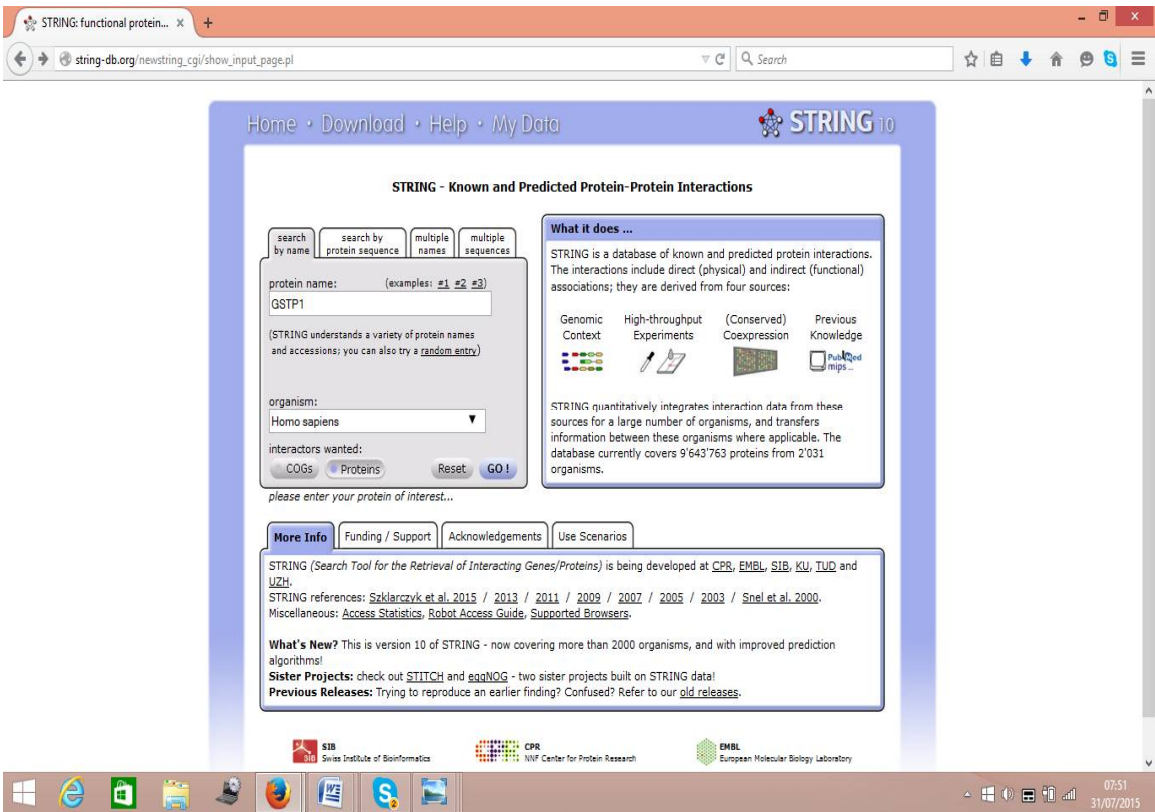 STRING: functional protein... × +
string-db.org/newstring_cgi/show_input_page.pl
Search
Home · Download · Help · My Data
STRING 10
STRING - Known and Predicted Protein-Protein Interactions
search by name
search by protein sequence
multiple names
multiple sequences
protein name: (examples: #1 #2 #3)
GSTP1
(STRING understands a variety of protein names
and accessions; you can also try a random entry)
organism:
Homo sapiens
interactors wanted:
COGs Proteins Reset GO !
please enter your protein of interest...
What it does ...
STRING is a database of known and predicted protein interactions.
The interactions include direct (physical) and indirect (functional)
associations; they are derived from four sources:
Genomic Context
High-throughput Experiments
(Conserved) Coexpression
Previous Knowledge
PubMed
mips...
STRING quantitatively integrates interaction data from these
sources for a large number of organisms, and transfers
information between these organisms where applicable. The
database currently covers 9'643'763 proteins from 2'031
organisms.
More Info Funding / Support Acknowledgements Use Scenarios
STRING (Search Tool for the Retrieval of Interacting Genes/Proteins) is being developed at CPR, EMBL, SIB, KU, TUD and
UZH.
STRING references: Szklarczyk et al. 2015 / 2013 / 2011 / 2009 / 2007 / 2005 / 2003 / Snel et al. 2000.
Miscellaneous: Access Statistics, Robot Access Guide, Supported Browsers.
What's New? This is version 10 of STRING - now covering more than 2000 organisms, and with improved prediction
algorithms!
Sister Projects: check out STITCH and eggNOG - two sister projects built on STRING data!
Previous Releases: Trying to reproduce an earlier finding? Confused? Refer to our old releases.
SIB
SIB
Swiss Institute of Bioinformatics
CPR
NNF Center for Protein Research
EMBL
European Molecular Biology Laboratory
07:51
31/07/2015